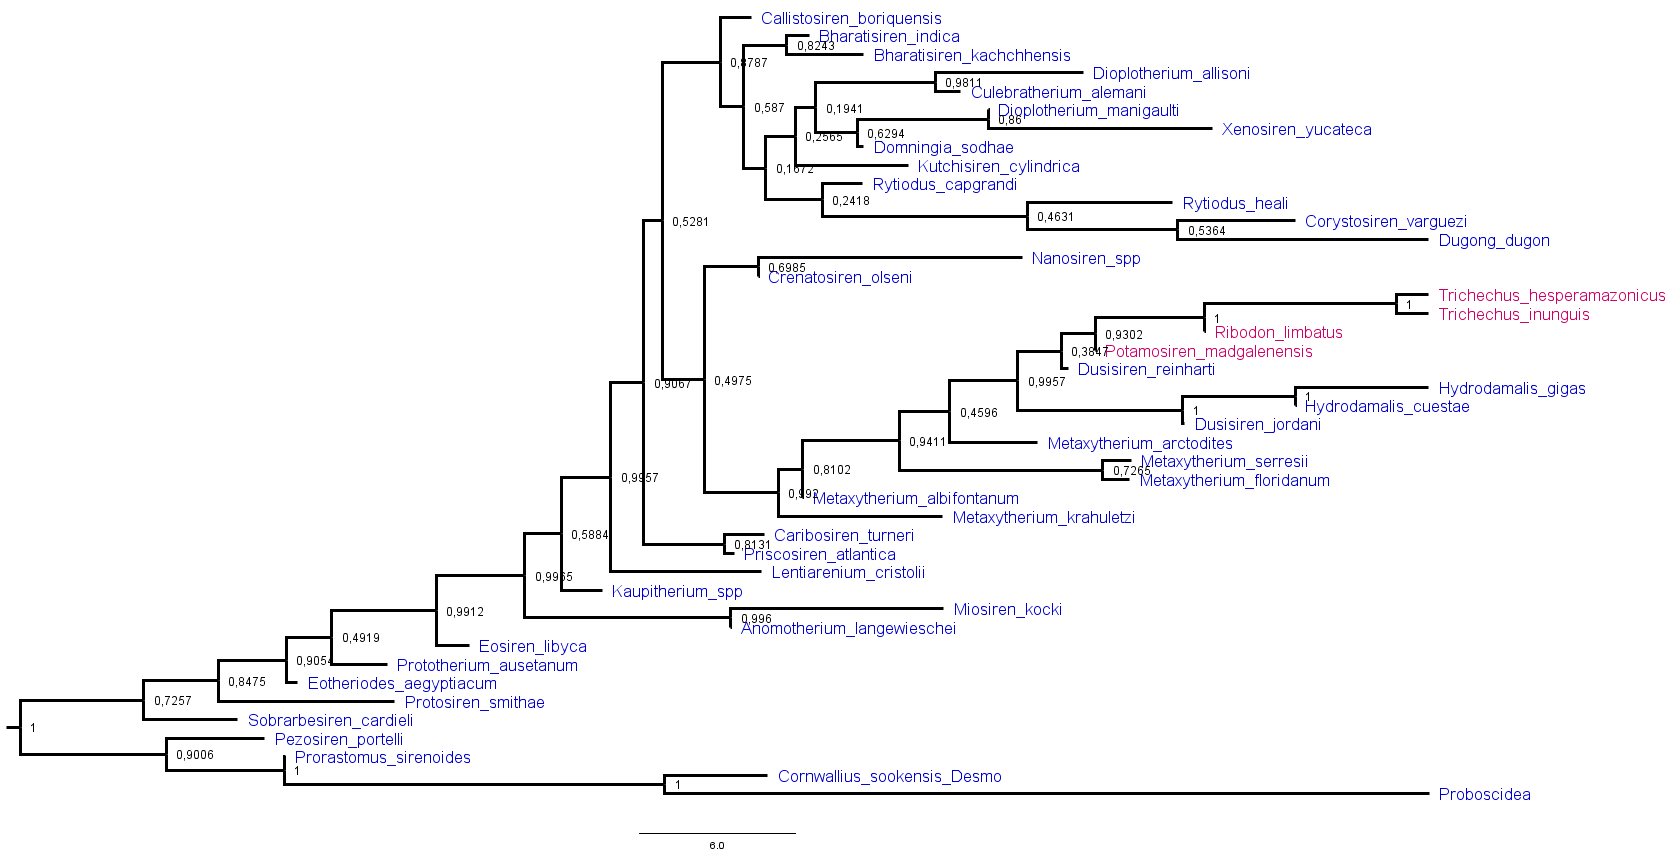 Callistosiren_boriquensis
Bharatisiren_indica
0,8243
Bharatisiren_kachchhensis
0,8787
Dioplotherium_allisoni
0,9811
Culebratherium_alemani
0,587
0,1941
Dioplotherium_manigaulti
0,86
Xenosiren_yucateca
0,2565
0,6294
Domningia_sodhae
0,1672
Kutchisiren_cylindrica
Rytiodus_capgrandi
0,2418
Rytiodus_heali
0,4631
Corystosiren_varguezi
0,5364
Dugong_dugon
0,5281
Nanosiren_spp
0,6985
Crenatosiren_olseni
Trichechus_hesperamazonicus
1
Trichechus_inunguis
1
Ribodon_limbatus
0,9302
Potamosiren_madgalenensis
0,3847
Dusisiren_reinharti
0,9067
0,4975
0,9957
Hydrodamalis_gigas
1
Hydrodamalis_cuestae
1
Dusisiren_jordani
0,4596
0,9411
Metaxytherium_arctodites
Metaxytherium_serresii
0,7265
Metaxytherium_floridanum
0,8102
0,992
Metaxytherium_albifontanum
Metaxytherium_krahuletzi
0,9957
Caribosiren_turneri
0,8131
Priscosiren_atlantica
0,5884
Lentiarenium_cristolii
0,9965
Kaupitherium_spp
Miosiren_kocki
0,996
Anomotherium_langewieschei
0,9912
Eosiren_libyca
0,4919
Prototherium_ausetanum
0,9054
Eotheriodes_aegyptiacum
0,8475
Protosiren_smithae
0,7257
Sobrarbesiren_cardieli
1
Pezosiren_portelli
0,9006
Prorastomus_sirenoides
1
Cornwallius_sookensis_Desmo
1
Proboscidea
6.0